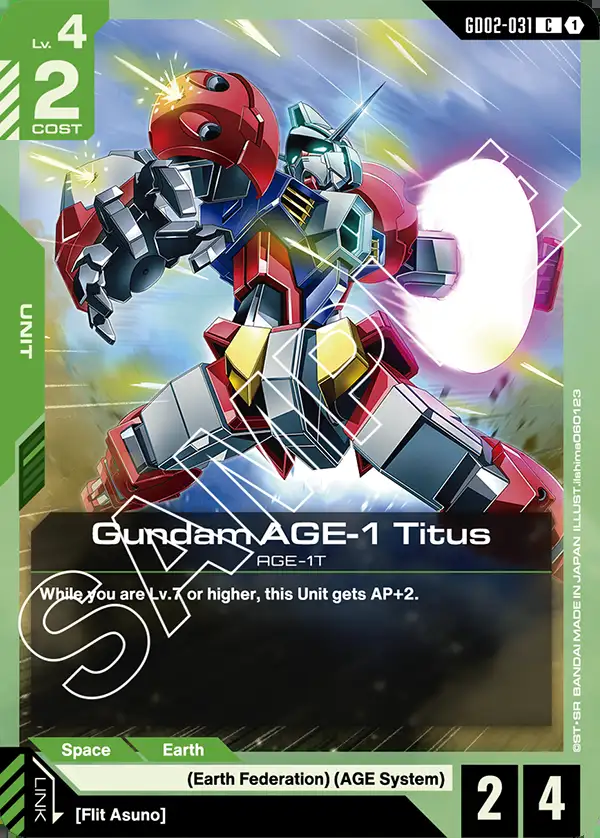 GD02-031 C 1
Lv. 4
2
COST
UNIT
SAMPLE
Gundam AGE-1 Titus
AGE-1T
While you are Lv.7 or higher, this Unit gets AP+2.
©ST·SR BANDAI MADE IN JAPAN ILLUST.iishima060123
Space Earth
(Earth Federation) (AGE System)
LINK
[Flit Asuno]
2 4